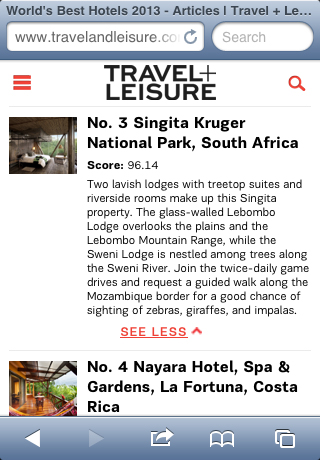 World's Best Hotels 2013 - Articles | Travel + Le...
www.travelandleisure.co
Search
TRAVEL+
LEISURE
No. 3 Singita Kruger
National Park, South Africa
Score: 96.14
Two lavish lodges with treetop suites and
riverside rooms make up this Singita
property. The glass-walled Lebombo
Lodge overlooks the plains and the
Lebombo Mountain Range, while the
Sweni Lodge is nestled among trees along
the Sweni River. Join the twice-daily game
drives and request a guided walk along the
Mozambique border for a good chance of
sighting of zebras, giraffes, and impalas.
SEE LESS
No. 4 Nayara Hotel, Spa &
Gardens, La Fortuna, Costa
Rica